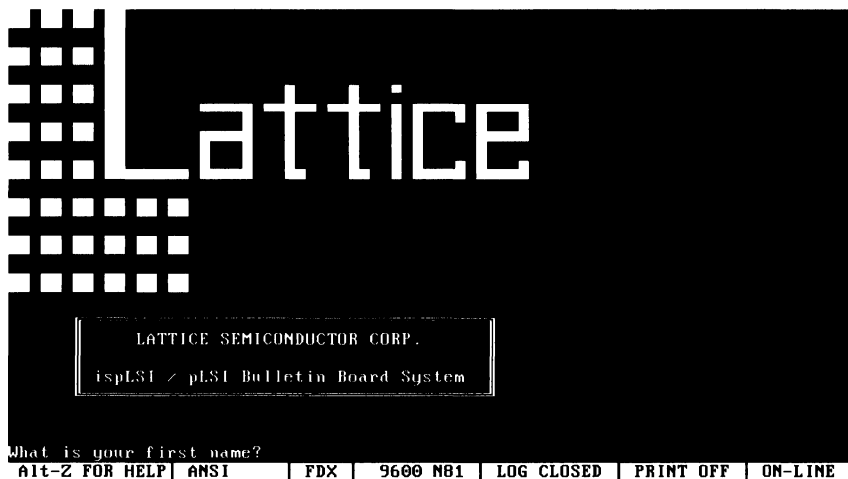 Lattice
LATTICE SEMICONDUCTOR CORP.
ispLSI / pLSI Bulletin Board System
What is your first name?
Alt-Z FOR HELP| ANSI | FDX | 9600 N81 | LOG CLOSED | PRINT OFF | ON-LINE